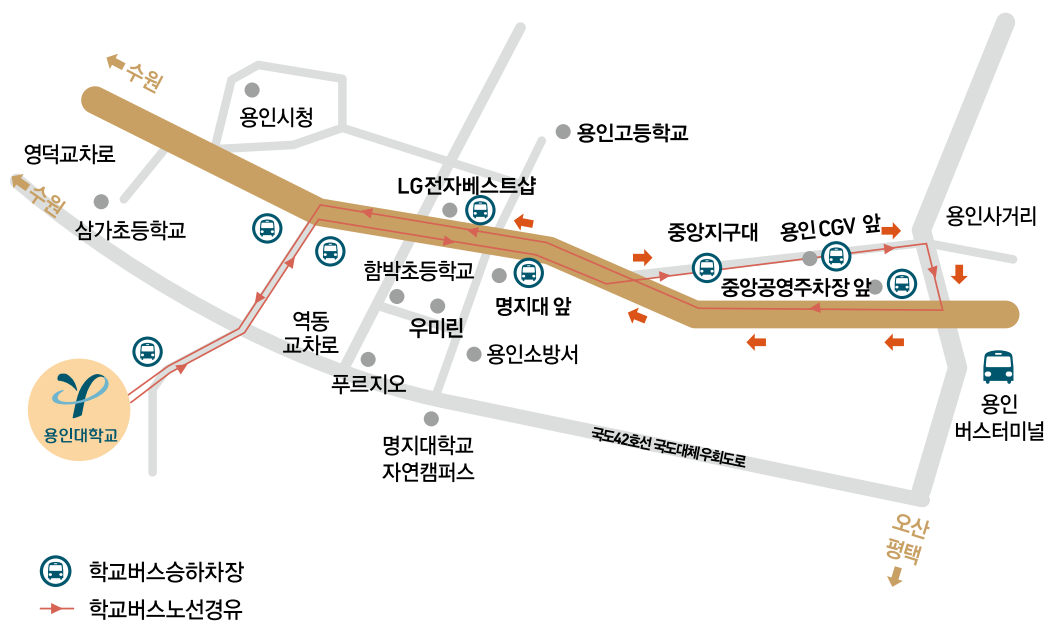 수원
용인시청
용인고등학교
영덕교차로
수원
LG전자베스트샵
삼가초등학교
중앙지구대
용인 CGV 앞
용인사거리
함박초등학교
명지대 앞
중앙공영주차장 앞
우미린
역동
교차로
용인소방서
푸르지오
용인대학교
용인
버스터미널
명지대학교
자연캠퍼스
국도42호선 국도대체우회도로
오산
평택
학교버스승하차장
학교버스노선경유